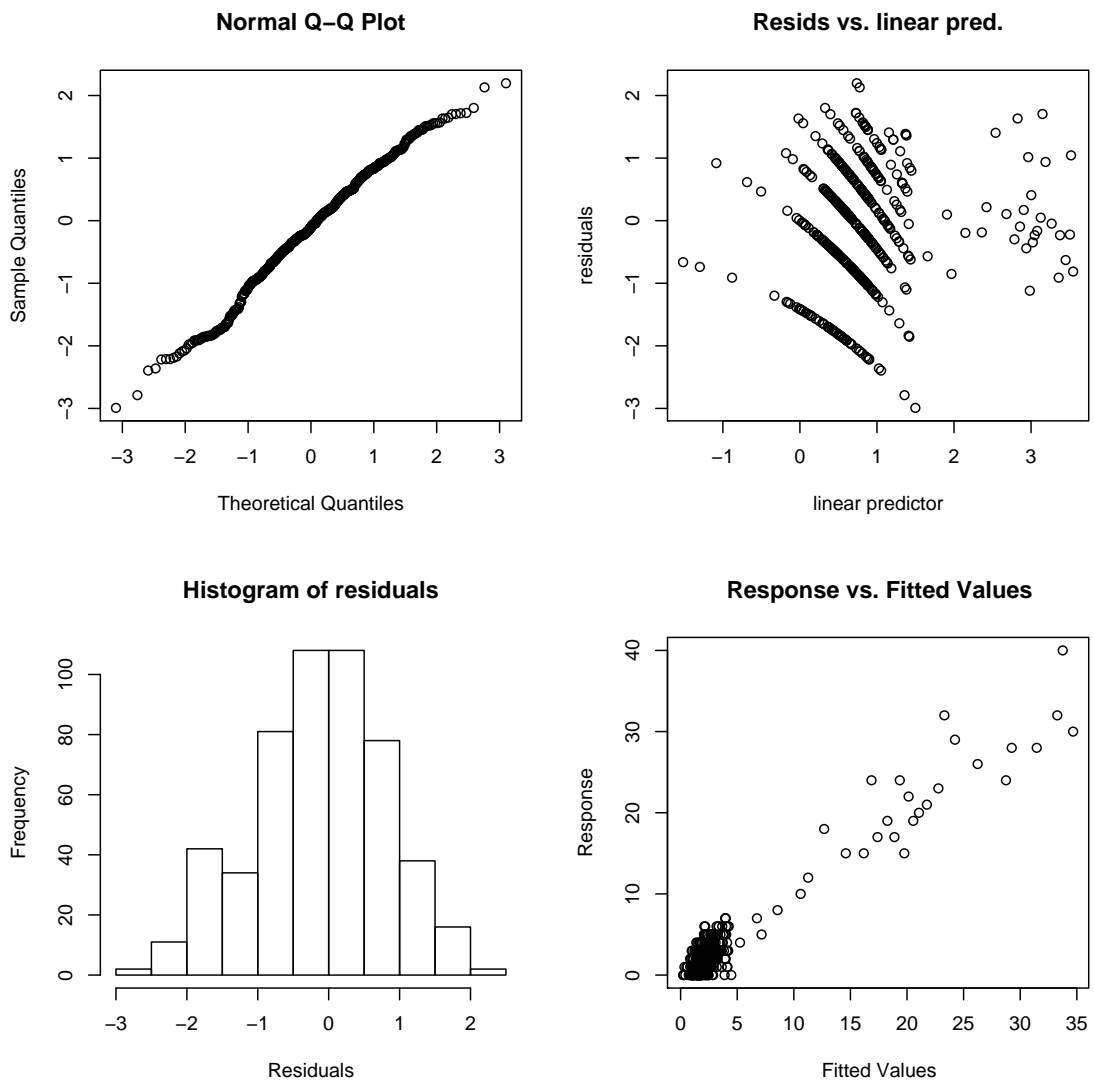 Normal Q−Q Plot
Sample Quantiles
2
1
0
−1
−2
−3
−3 −2 −1 0 1 2 3
Theoretical Quantiles
Resids vs. linear pred.
residuals
2
1
0
−1
−2
−3
−1 0 1 2 3
linear predictor
Histogram of residuals
Frequency
100
80
60
40
20
0
−3 −2 −1 0 1 2
Residuals
Response vs. Fitted Values
Response
40
30
20
10
0
0 5 10 15 20 25 30 35
Fitted Values